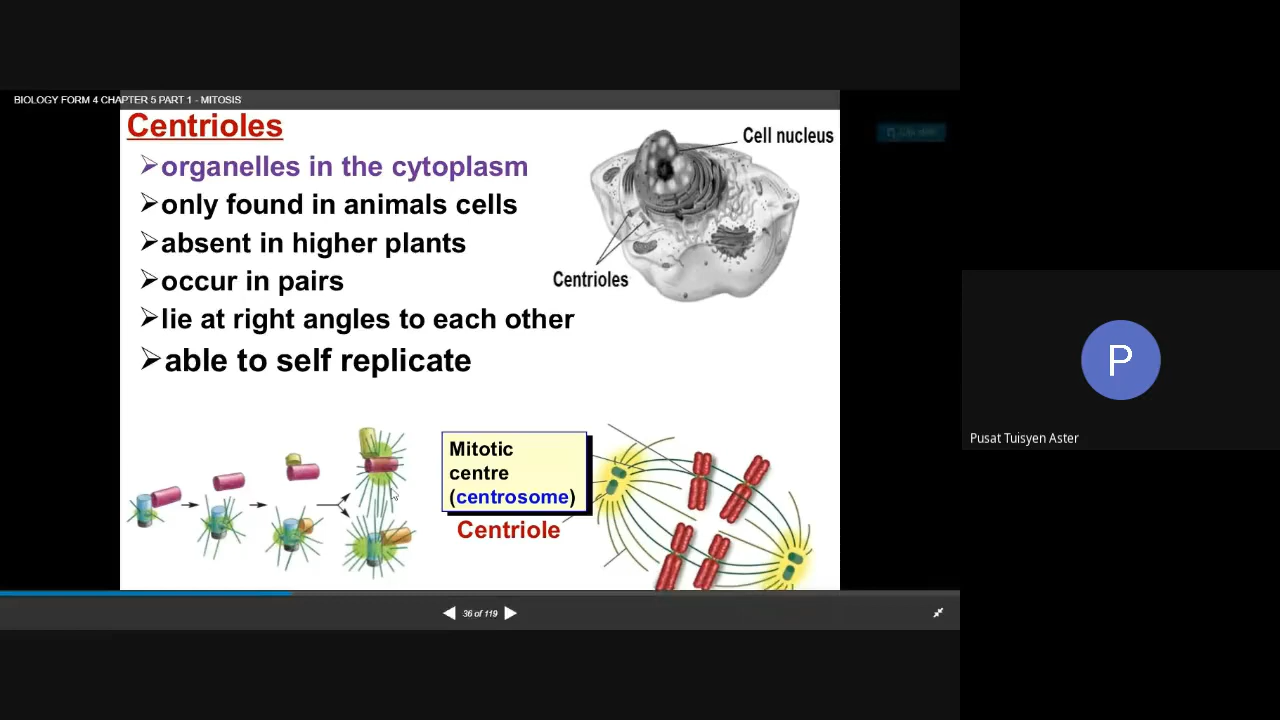 BIOLOGY FORM 4 CHAPTER 5 PART 1 - MITOSIS
Centrioles
organelles in the cytoplasm
only found in animals cells
absent in higher plants
occur in pairs
lie at right angles to each other
able to self replicate
Cell nucleus
Centrioles
Mitotic
centre
(centrosome)
Centriole
36 of 119
P
Pusat Tuisyen Aster